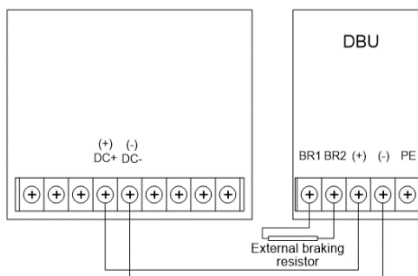 DBU
(+) (-)
DC+ DC-
BR1 BR2 (+) (-) PE
External braking
resistor